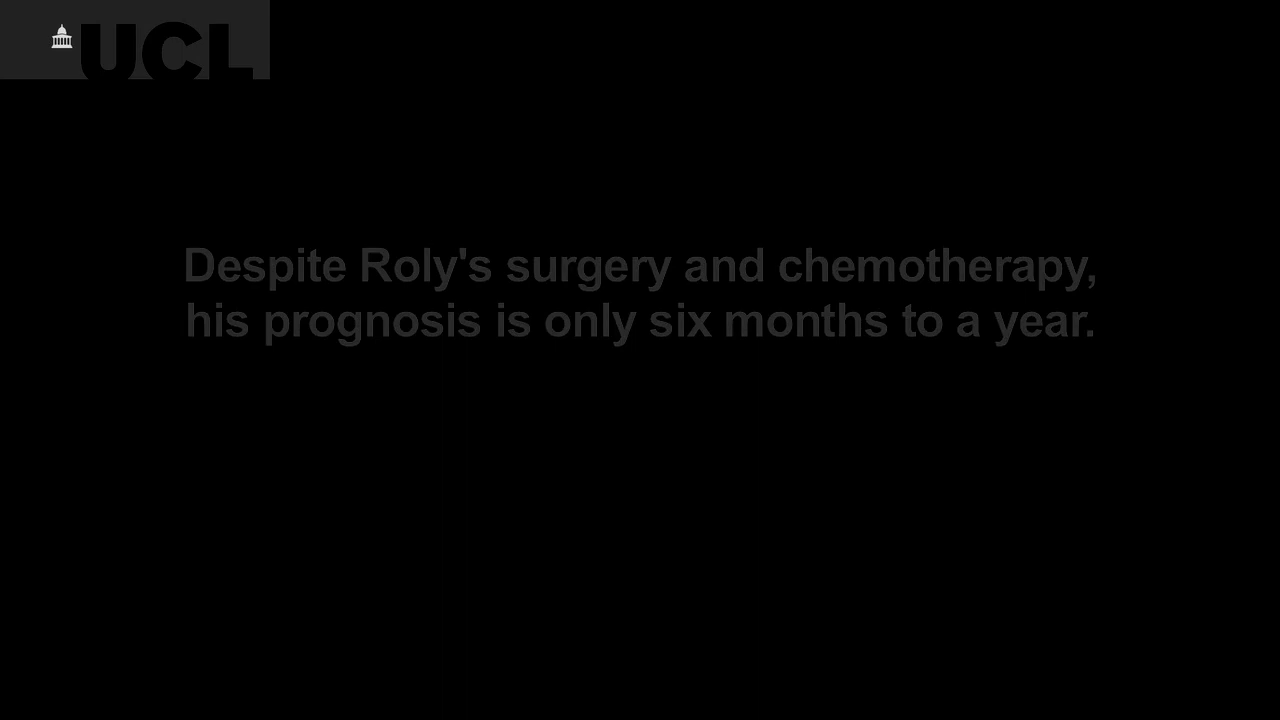 UCL
Despite Roly's surgery and chemotherapy,
his prognosis is only six months to a year.